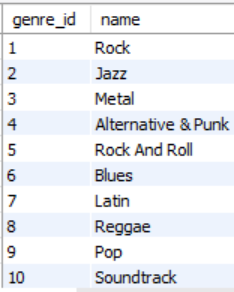 genre_id name
1 Rock
2 Jazz
3 Metal
4 Alternative & Punk
5 Rock And Roll
6 Blues
7 Latin
8 Reggae
9 Pop
10 Soundtrack